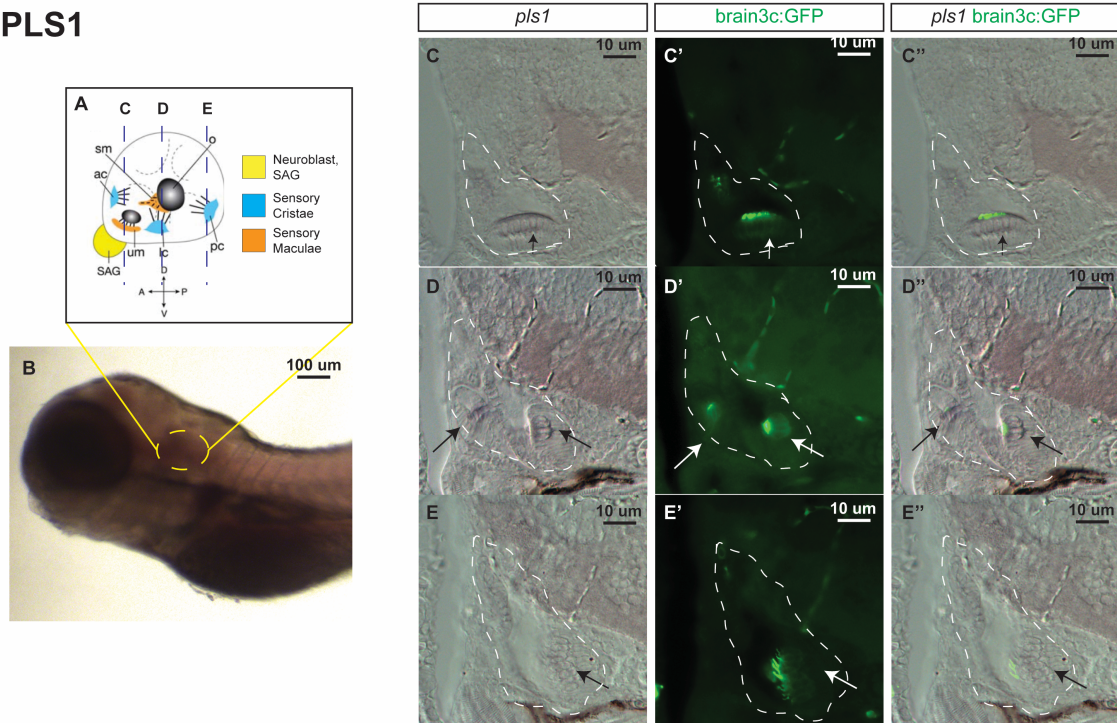 PLS1
pls1
brain3c:GFP
pls1 brain3c:GFP
A
C
D
E
sm
o
ac
um
lc
pc
SAG
D
A
P
V
Neuroblast,
SAG
Sensory
Cristae
Sensory
Maculae
B
100 um
C
10 um
C’
10 um
C”
10 um
D
10 um
D’
10 um
D”
10 um
E
10 um
E’
10 um
E”
10 um